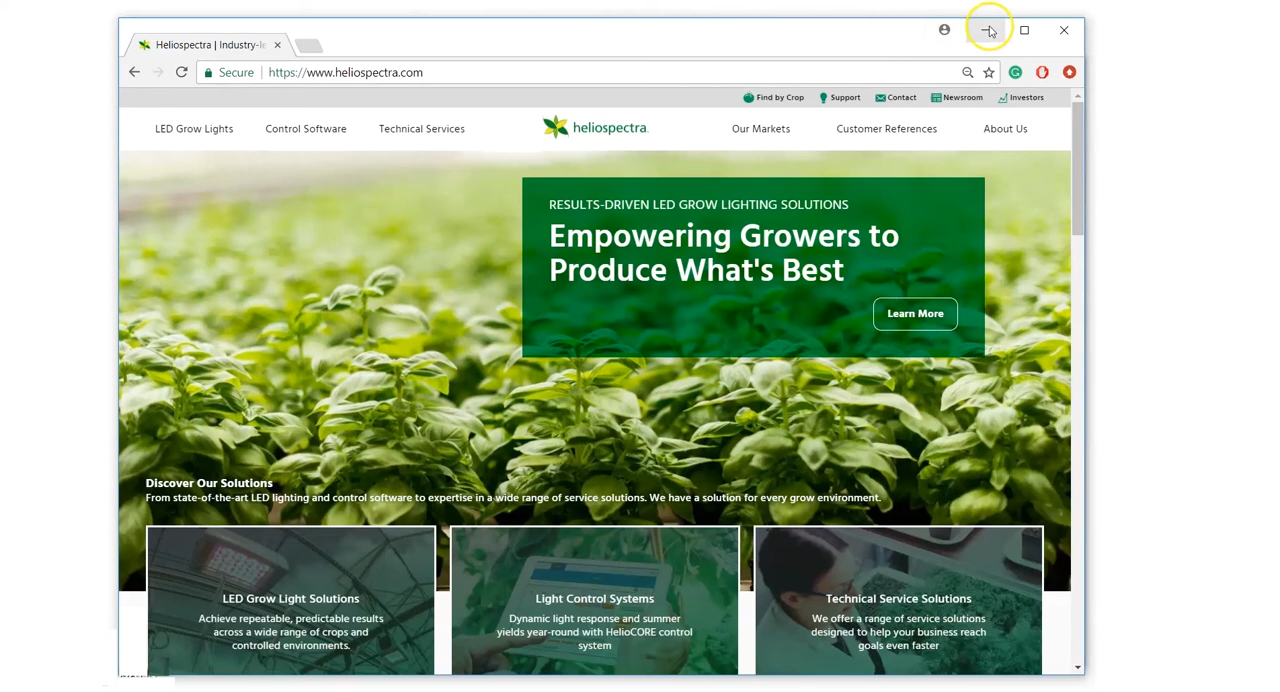 Heliospectra | Industry-le
Secure
https://www.heliospectra.com
Find by Crop
Support
Contact
Newsroom
Investors
LED Grow Lights
Control Software
Technical Services
heliospectra.
Our Markets
Customer References
About Us
RESULTS-DRIVEN LED GROW LIGHTING SOLUTIONS
Empowering Growers to
Produce What's Best
Learn More
Discover Our Solutions
From state-of-the-art LED lighting and control software to expertise in a wide range of service solutions. We have a solution for every grow environment.
LED Grow Light Solutions
Achieve repeatable, predictable results
across a wide range of crops and
controlled environments.
Light Control Systems
Dynamic light response and summer
yields year-round with HelioCORE control
system
Technical Service Solutions
We offer a range of service solutions
designed to help your business reach
goals even faster